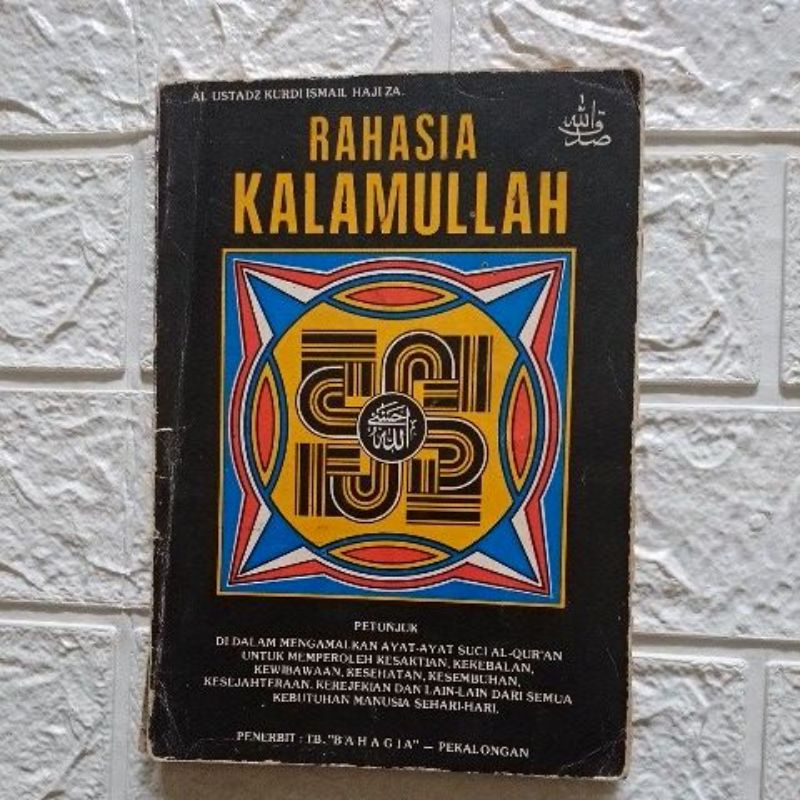 AL USTADZ KURDI ISMAIL HAJI ZA.
صدق الله
RAHASIA
KALAMULLAH
حسبي الله
PETUNJUK
DI DALAM MENGAMALKAN AYAT-AYAT SUCI AL-QUR'AN
UNTUK MEMPEROLEH KESAKTIAN, KEKEBALAN,
KEWIBAWAAN, KESEHATAN, KESEMBUHAN,
KESEJAHTERAAN, KEREJEKIAN DAN LAIN-LAIN DARI SEMUA
KEBUTUHAN MANUSIA SEHARI-HARI.
PENERBIT : TB. "BAHAGIA" — PEKALONGAN